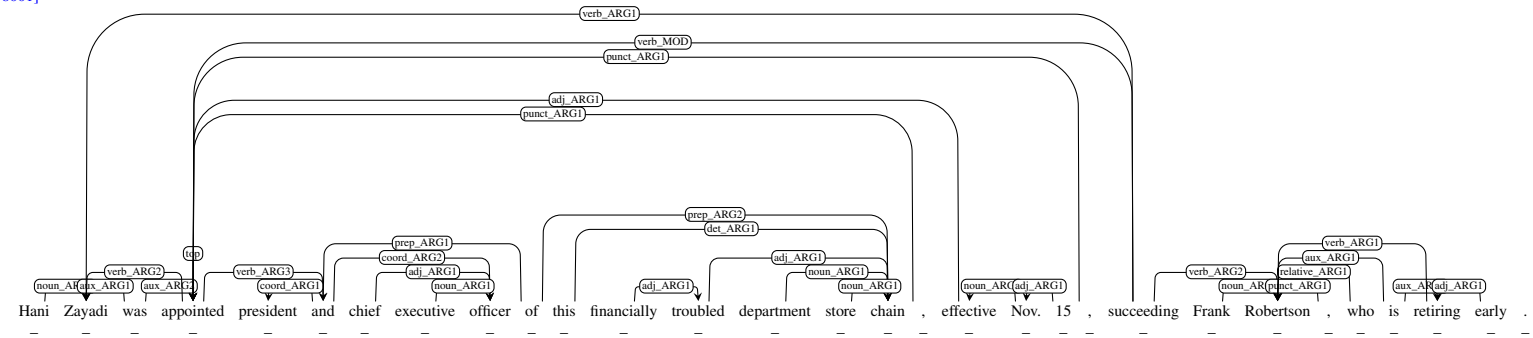 verb_ARG1
verb_MOD
punct_ARG1
adj_ARG1
punct_ARG1
prep_ARG2
det_ARG1
top prep_ARG1 verb_ARG1
coord_ARG2 adj_ARG1 aux_ARG1
verb_ARG2 verb_ARG3 adj_ARG1 noun_ARG1 verb_ARG2 relative_ARG1
aux_ARG1 aux_ARG2 coord_ARG1 noun_ARG1 adj_ARG1 noun_ARG1 adj_ARG1 punct_ARG1 adj_ARG1
Hani Zayadi was appointed president and chief executive officer of this financially troubled department store chain , effective Nov. 15 , succeeding Frank Robertson , who is retiring early .
_ _ _ _ _ _ _ _ _ _ _ _ _ _ _ _ _ _ _ _ _ _ _ _ _ _ _ _ _ _